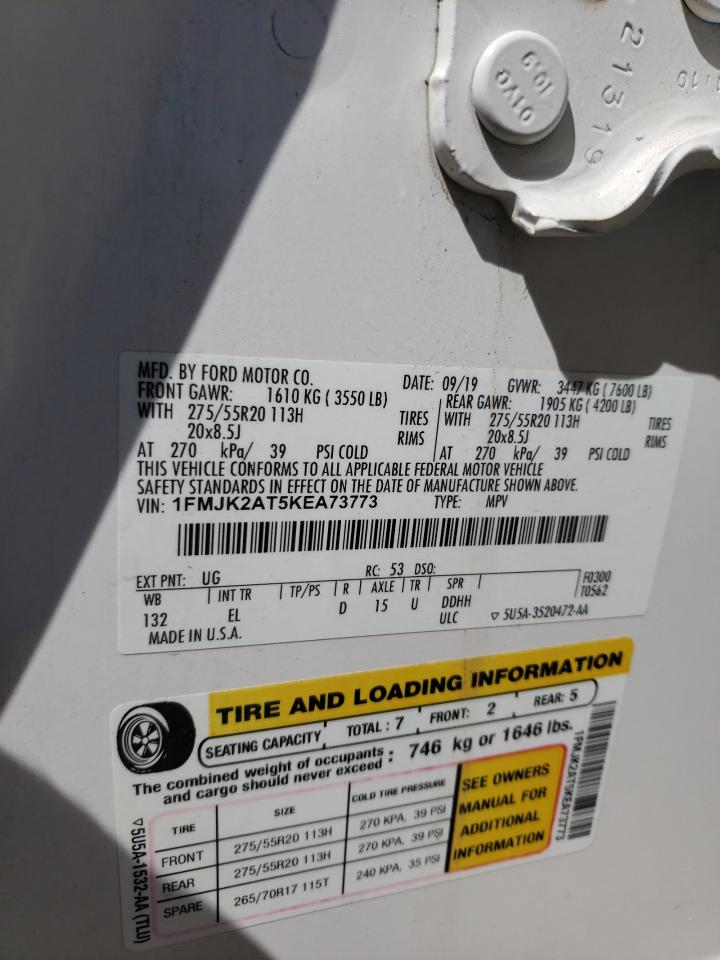 01V8
10.9
21319
MFD. BY FORD MOTOR CO.
DATE: 09/19 GVWR: 3447 KG ( 7600 LB)
FRONT GAWR: 1610 KG ( 3550 LB)
WITH 275/55R20 113H TIRES
20x8.5J RIMS
AT 270 kPa/ 39 PSI COLD
REAR GAWR: 1905 KG ( 4200 LB)
WITH 275/55R20 113H TIRES
20x8.5J RIMS
AT 270 kPa/ 39 PSI COLD
THIS VEHICLE CONFORMS TO ALL APPLICABLE FEDERAL MOTOR VEHICLE
SAFETY STANDARDS IN EFFECT ON THE DATE OF MANUFACTURE SHOWN ABOVE.
VIN: 1FMJK2AT5KEA73773 TYPE: MPV
EXT PNT: UG RC: 53 DSO:
WB INT TR TP/PS R AXLE TR SPR F0300
T0562
132 EL D 15 U DDHH
ULC
MADE IN U.S.A. ▽ 5U5A-3520472-AA
TIRE AND LOADING INFORMATION
SEATING CAPACITY TOTAL : 7 FRONT: 2 REAR: 5
The combined weight of occupants and cargo should never exceed : 746 kg or 1646 lbs.
TIRE SIZE COLD TIRE PRESSURE
FRONT 275/55R20 113H 270 KPA, 39 PSI
REAR 275/55R20 113H 270 KPA, 39 PSI
SPARE 265/70R17 115T 240 KPA, 35 PSI
SEE OWNERS
MANUAL FOR
ADDITIONAL
INFORMATION
▽5U5A-1532-AA (TLU)
1FMJK2AT5KEA73773